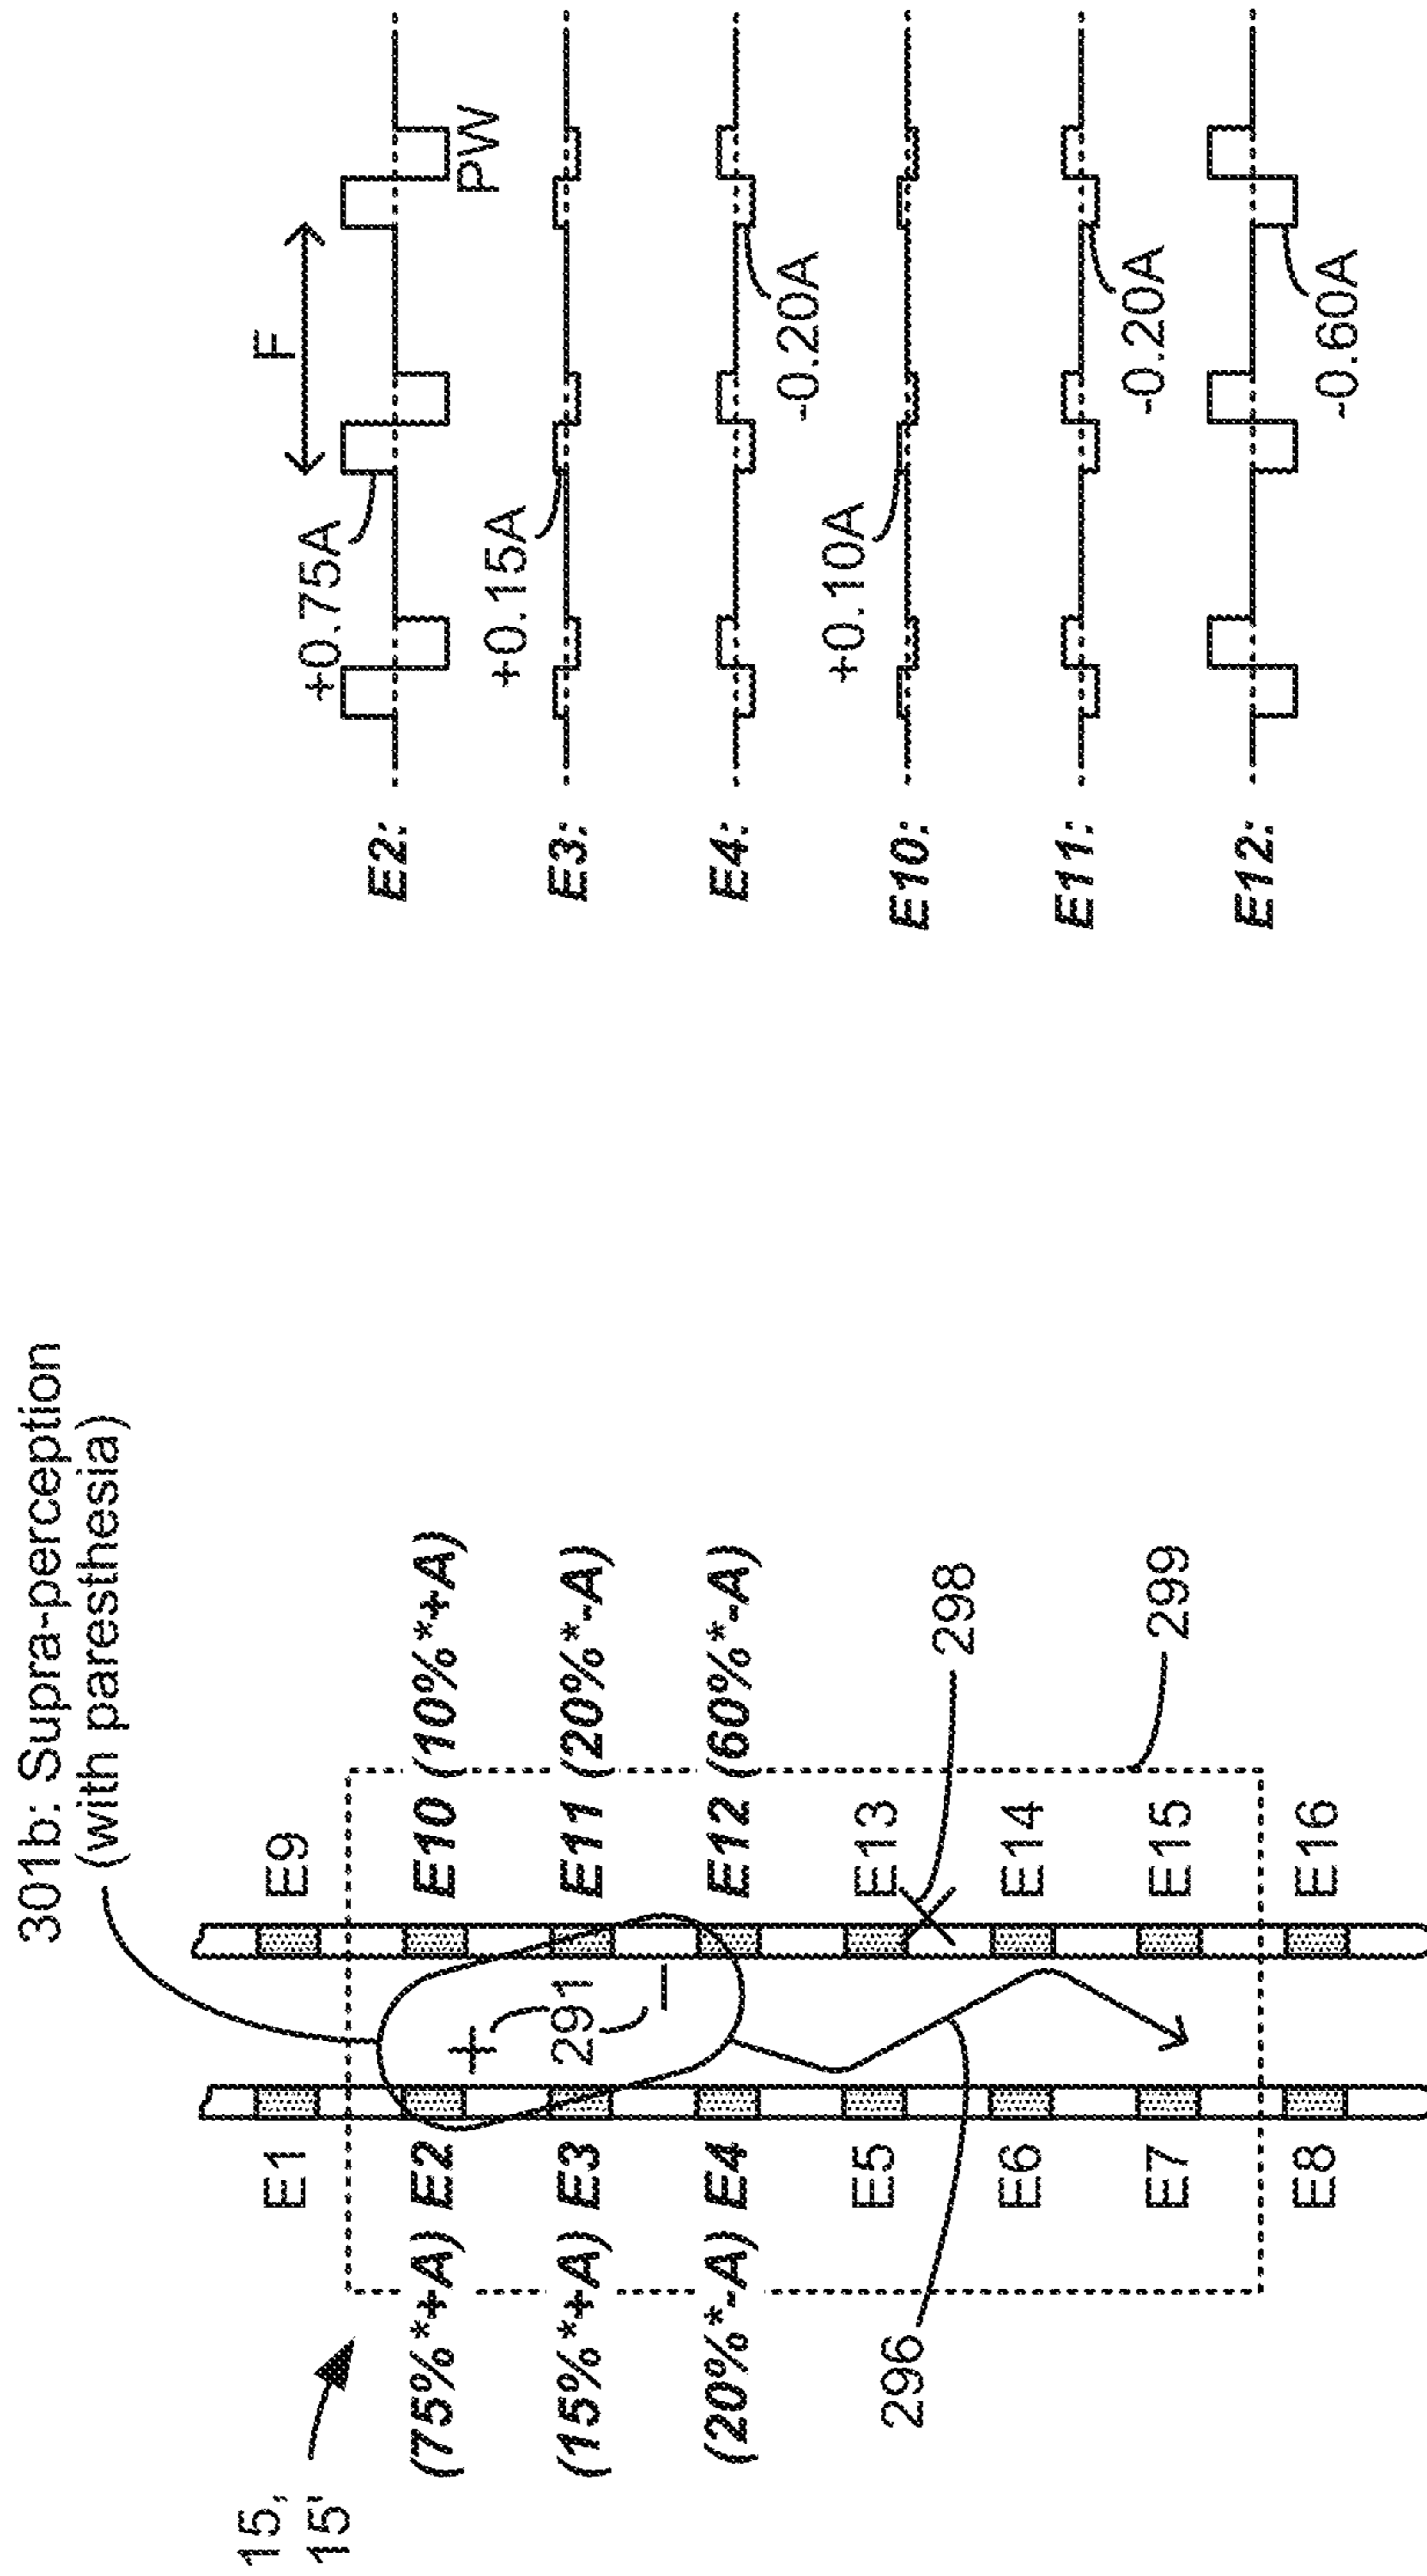 301b: Supra-perception
(with paresthesia)
15,
15'
E1
E9
(75%*+A) E2
E10 (10%*+A)
+
291
(15%*+A) E3
E11 (20%*-A)
–
(20%*-A) E4
E12 (60%*-A)
E5
E13
298
296
E6
E14
E7
E15
299
E8
E16
F
+0.75A
E2:
PW
+0.15A
E3:
E4:
-0.20A
+0.10A
E10:
E11:
-0.20A
E12:
-0.60A